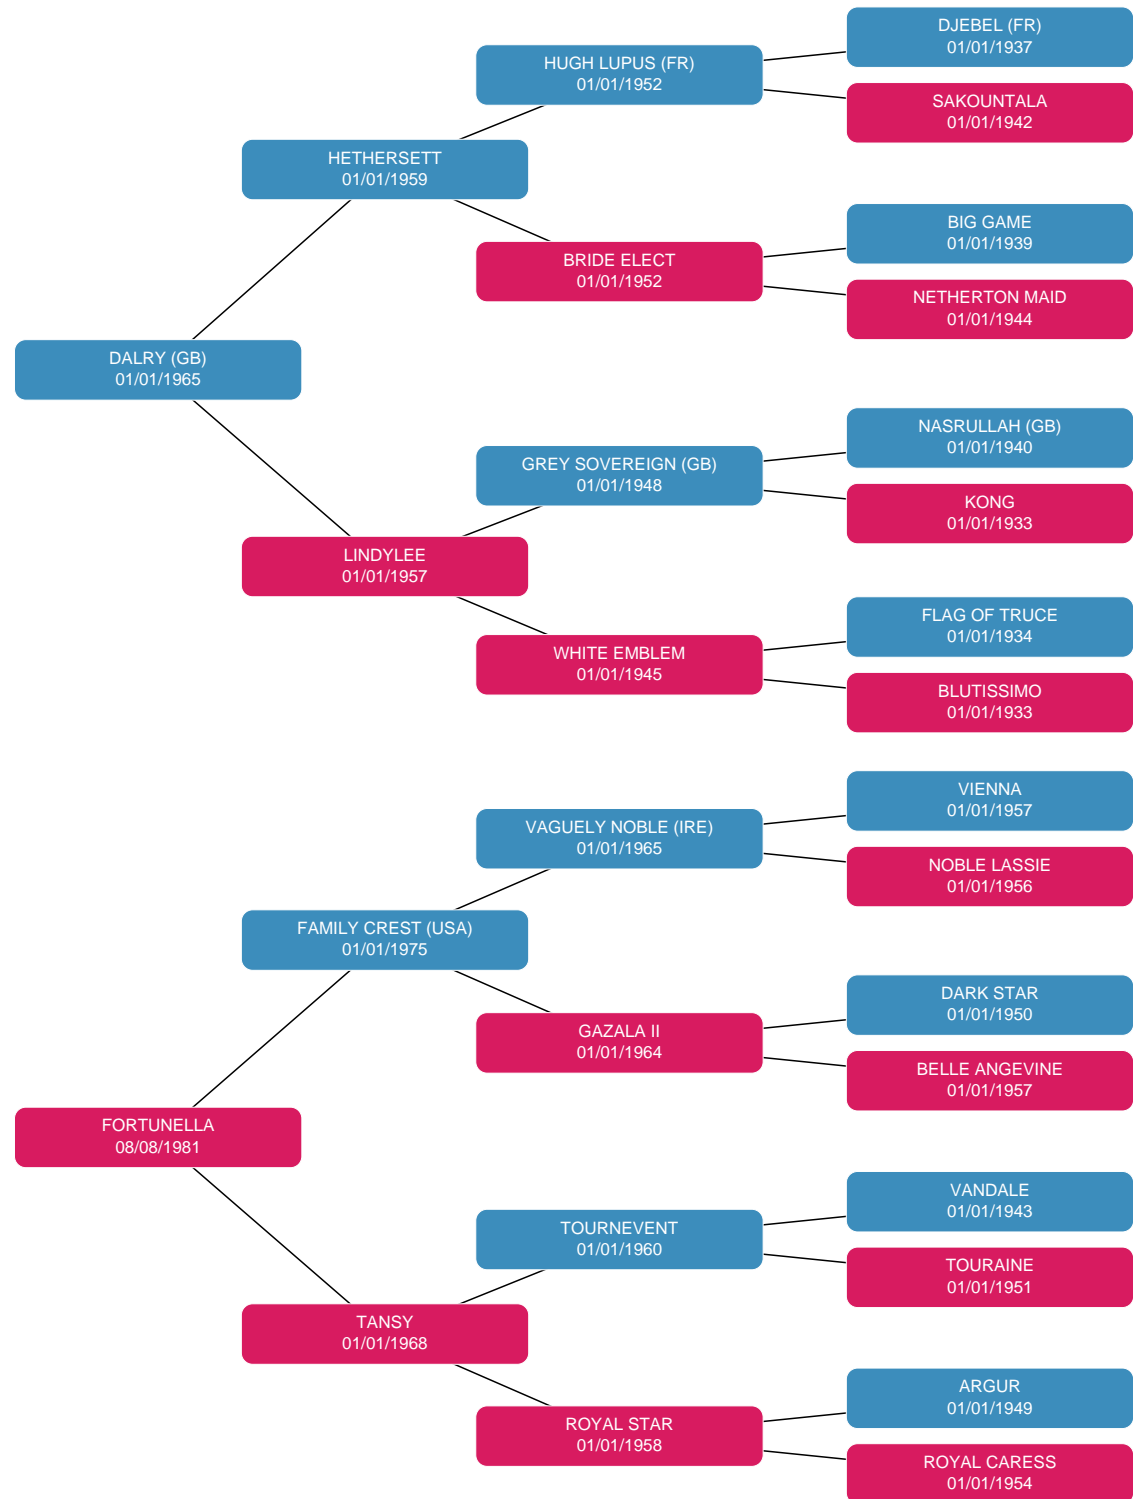 DJEBEL (FR)
01/01/1937
HUGH LUPUS (FR)
01/01/1952
SAKOUNTALA
01/01/1942
HETHERSETT
01/01/1959
BIG GAME
01/01/1939
BRIDE ELECT
01/01/1952
NETHERTON MAID
01/01/1944
DALRY (GB)
01/01/1965
NASRULLAH (GB)
01/01/1940
GREY SOVEREIGN (GB)
01/01/1948
KONG
01/01/1933
LINDYLEE
01/01/1957
FLAG OF TRUCE
01/01/1934
WHITE EMBLEM
01/01/1945
BLUTISSIMO
01/01/1933
VIENNA
01/01/1957
VAGUELY NOBLE (IRE)
01/01/1965
NOBLE LASSIE
01/01/1956
FAMILY CREST (USA)
01/01/1975
DARK STAR
01/01/1950
GAZALA II
01/01/1964
BELLE ANGEVINE
01/01/1957
FORTUNELLA
08/08/1981
VANDALE
01/01/1943
TOURNEVENT
01/01/1960
TOURAINE
01/01/1951
TANSY
01/01/1968
ARGUR
01/01/1949
ROYAL STAR
01/01/1958
ROYAL CARESS
01/01/1954